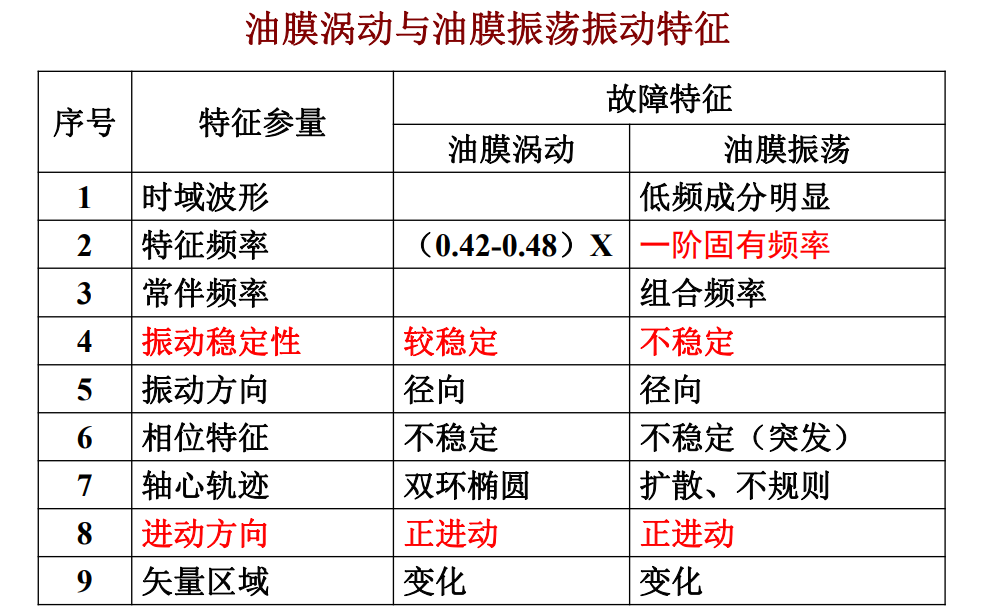 油膜涡动与油膜振荡振动特征
序号 特征参量 故障特征
油膜涡动 油膜振荡
1 时域波形 低频成分明显
2 特征频率 （0.42-0.48）X 一阶固有频率
3 常伴频率 组合频率
4 振动稳定性 较稳定 不稳定
5 振动方向 径向 径向
6 相位特征 不稳定 不稳定（突发）
7 轴心轨迹 双环椭圆 扩散、不规则
8 进动方向 正进动 正进动
9 矢量区域 变化 变化